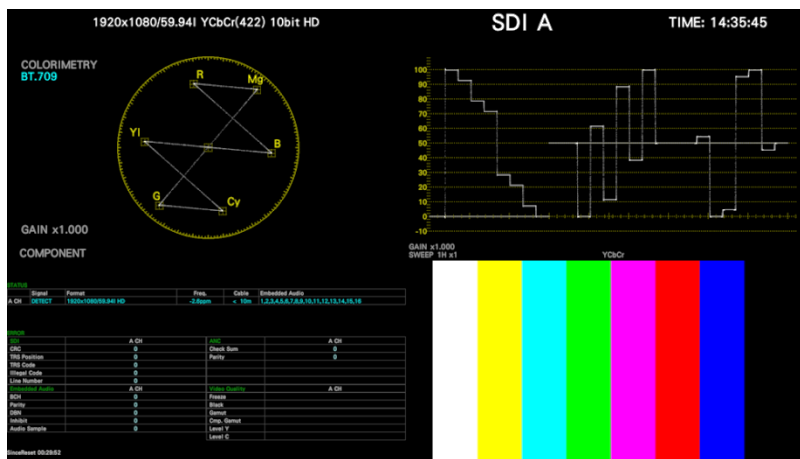 1920x1080/59.94I YCbCr(422) 10bit HD
SDI A
TIME: 14:35:45
COLORIMETRY
BT.709
R
Mg
Yl
B
G
Cy
GAIN x1.000
COMPONENT
100
90
80
70
60
50
40
30
20
10
0
-10
GAIN x1.000
SWEEP 1H x1
YCbCr
STATUS
Signal Format Freq. Cable Embedded Audio
A CH DETECT 1920x1080/59.94I HD -2.6ppm < 10m 1,2,3,4,5,6,7,8,9,10,11,12,13,14,15,16
ERROR
SDI A CH ANC A CH
CRC 0 Check Sum 0
TRS Position 0 Parity 0
TRS Code 0
Illegal Code 0
Line Number 0
Embedded Audio A CH Video Quality A CH
BCH 0 Freeze
Parity 0 Black
DBN 0 Gamut
Inhibit 0 Cmp. Gamut
Audio Sample 0 Level Y
Level C
SinceReset 00:29:52